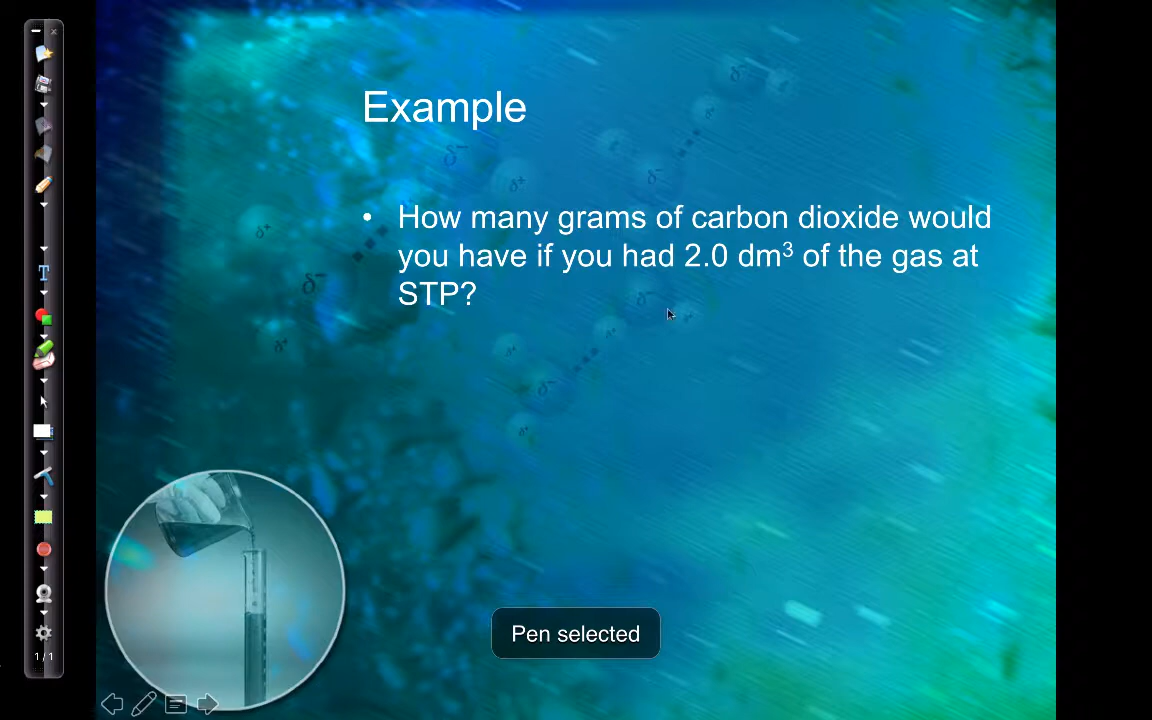 Example
• How many grams of carbon dioxide would
you have if you had 2.0 dm³ of the gas at
STP?
Pen selected
1/1
δ-
δ+
δ-
δ+
δ+
δ-
δ+
δ-
δ+
δ-
δ+
δ-
δ+